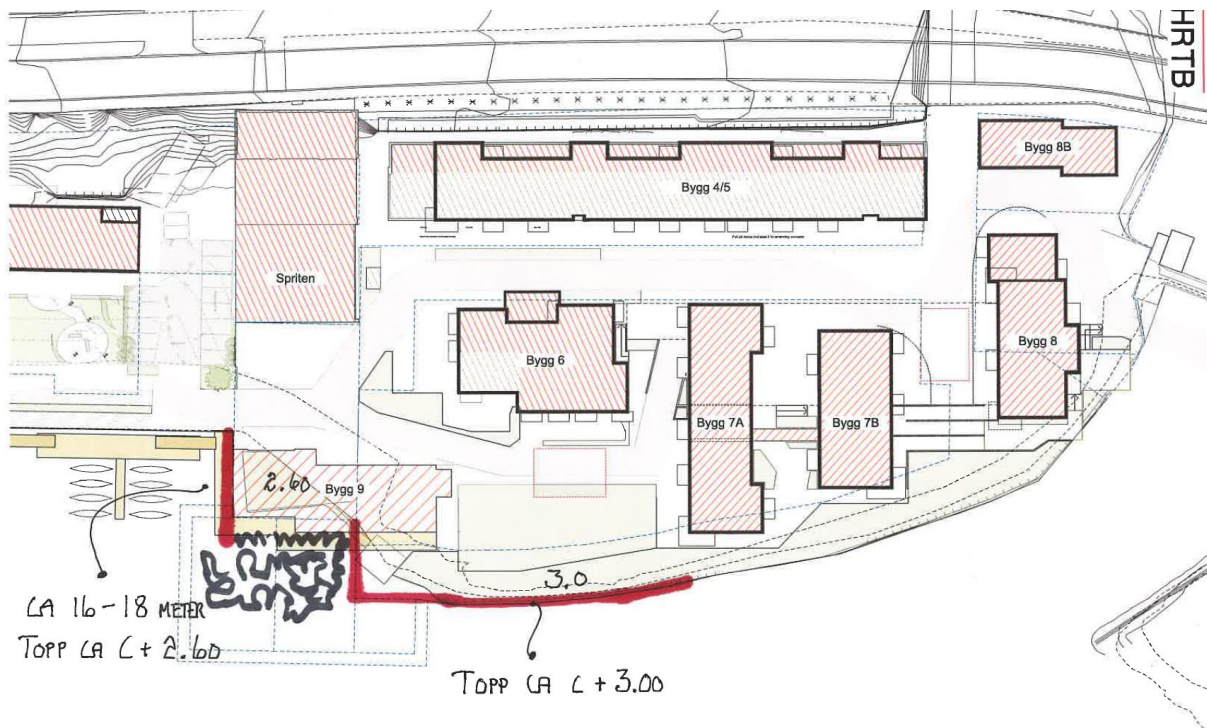 HRTB
Bygg 8B
Bygg 4/5
Spriten
Bygg 6
Bygg 8
Bygg 7A
Bygg 7B
2.60
Bygg 9
3.0
CA 16-18 METER
TOPP CA C + 2.60
TOPP CA C + 3.00